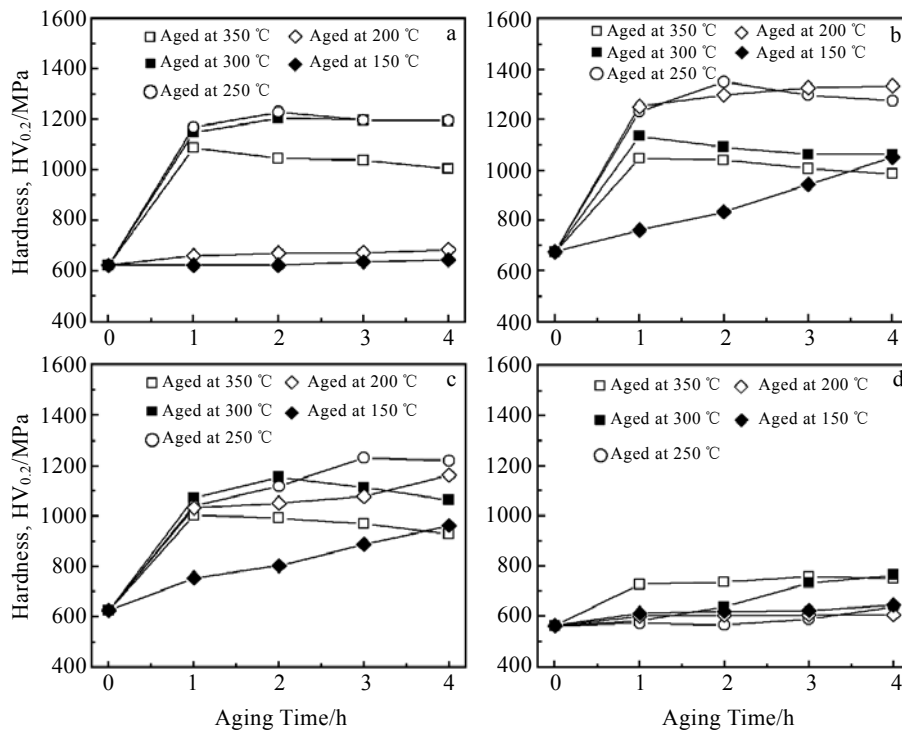 1600
1400
1200
1000
800
600
400
Hardness, HV0.2/MPa
a
Aged at 350 ℃
Aged at 200 ℃
Aged at 300 ℃
Aged at 150 ℃
Aged at 250 ℃
0 1 2 3 4
1600
1400
1200
1000
800
600
400
b
Aged at 350 ℃
Aged at 200 ℃
Aged at 300 ℃
Aged at 150 ℃
Aged at 250 ℃
0 1 2 3 4
1600
1400
1200
1000
800
600
400
Hardness, HV0.2/MPa
c
Aged at 350 ℃
Aged at 200 ℃
Aged at 300 ℃
Aged at 150 ℃
Aged at 250 ℃
0 1 2 3 4
Aging Time/h
1600
1400
1200
1000
800
600
400
d
Aged at 350 ℃
Aged at 200 ℃
Aged at 300 ℃
Aged at 150 ℃
Aged at 250 ℃
0 1 2 3 4
Aging Time/h